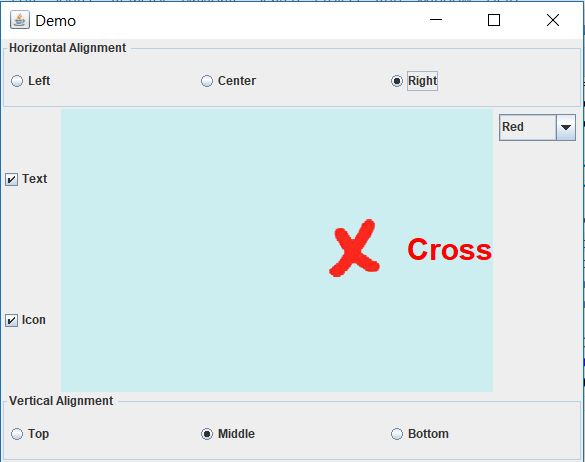 Demo
Horizontal Alignment
Left Center Right
Red
Text
Cross
Icon
Vertical Alignment
Top Middle Bottom